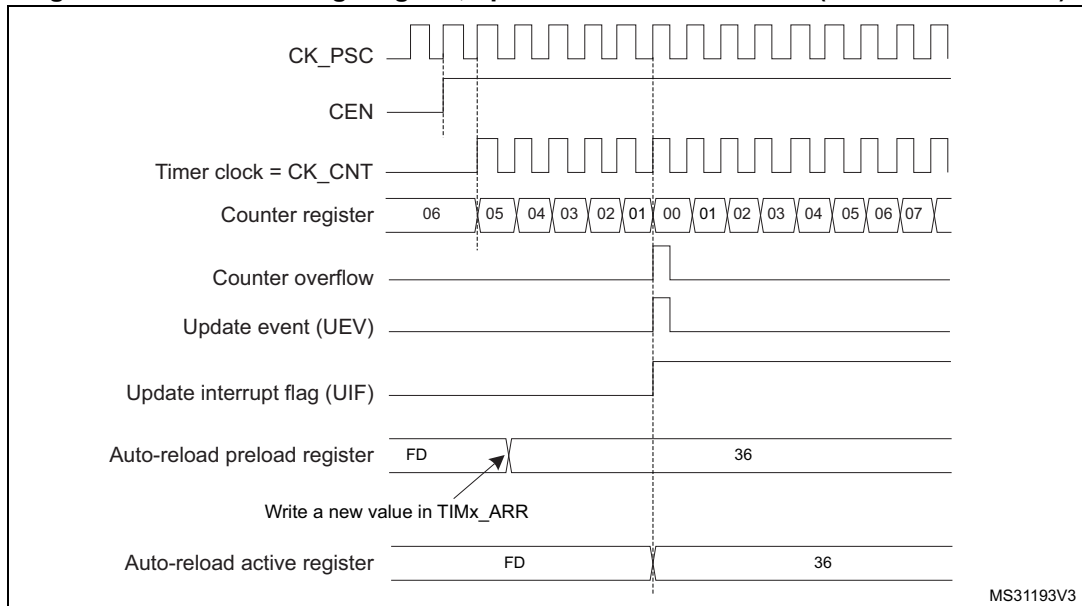 CK_PSC
CEN
Timer clock = CK_CNT
Counter register 06 05 04 03 02 01 00 01 02 03 04 05 06 07
Counter overflow
Update event (UEV)
Update interrupt flag (UIF)
Auto-reload preload register FD 36
Write a new value in TIMx_ARR
Auto-reload active register FD 36
MS31193V3